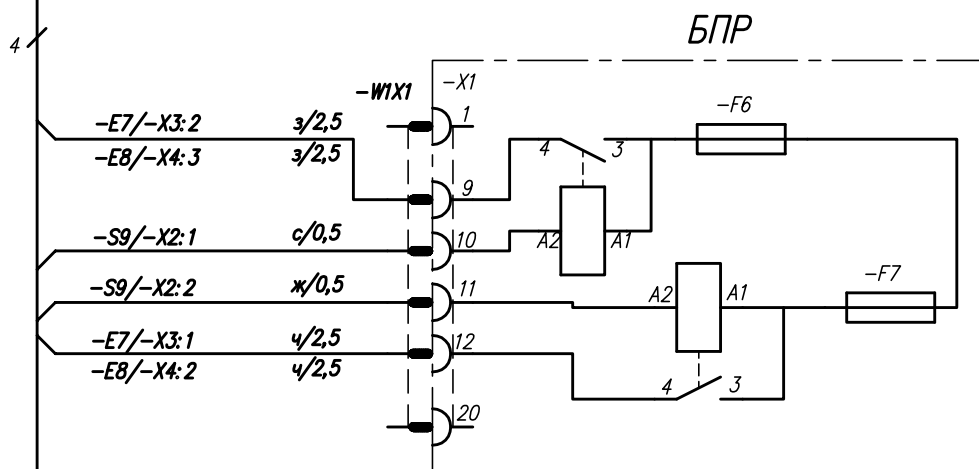 БПР
4
-W1X1
-X1
1
-F6
-E7/-X3:2
з/2,5
4
3
-E8/-X4:3
з/2,5
9
-S9/-X2:1
с/0,5
10
A2
A1
-F7
-S9/-X2:2
ж/0,5
11
A2
A1
-E7/-X3:1
ч/2,5
12
-E8/-X4:2
ч/2,5
4
3
20